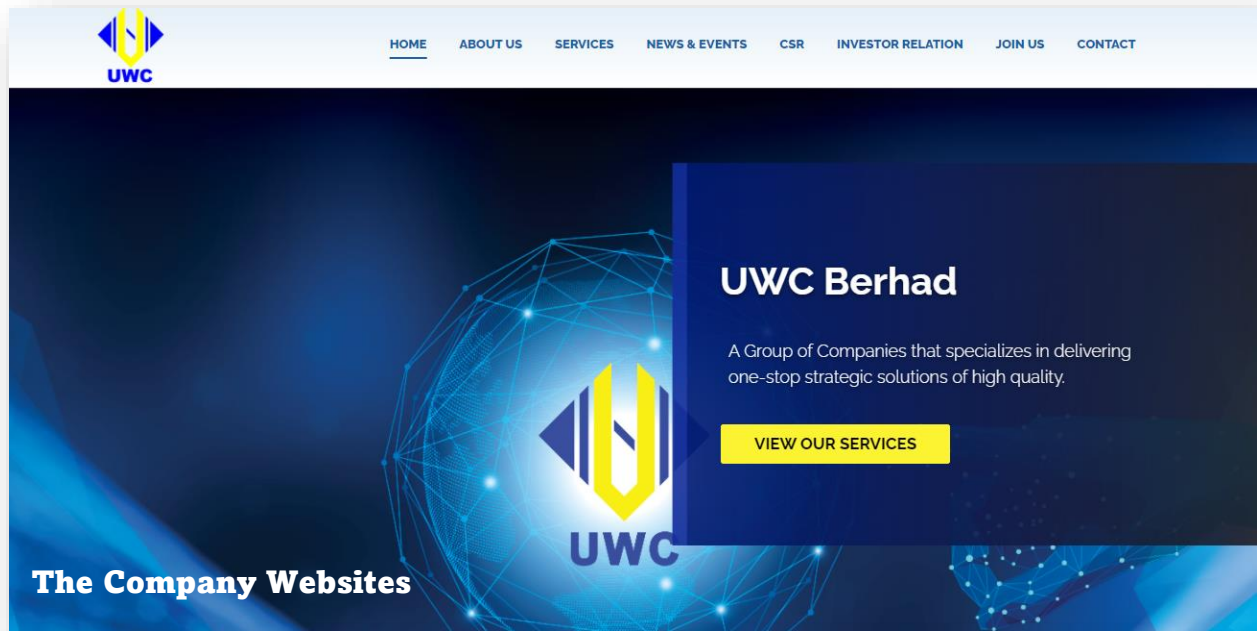 UWC
HOME ABOUT US SERVICES NEWS & EVENTS CSR INVESTOR RELATION JOIN US CONTACT
UWC Berhad
A Group of Companies that specializes in delivering
one-stop strategic solutions of high quality.
VIEW OUR SERVICES
UWC
The Company Websites